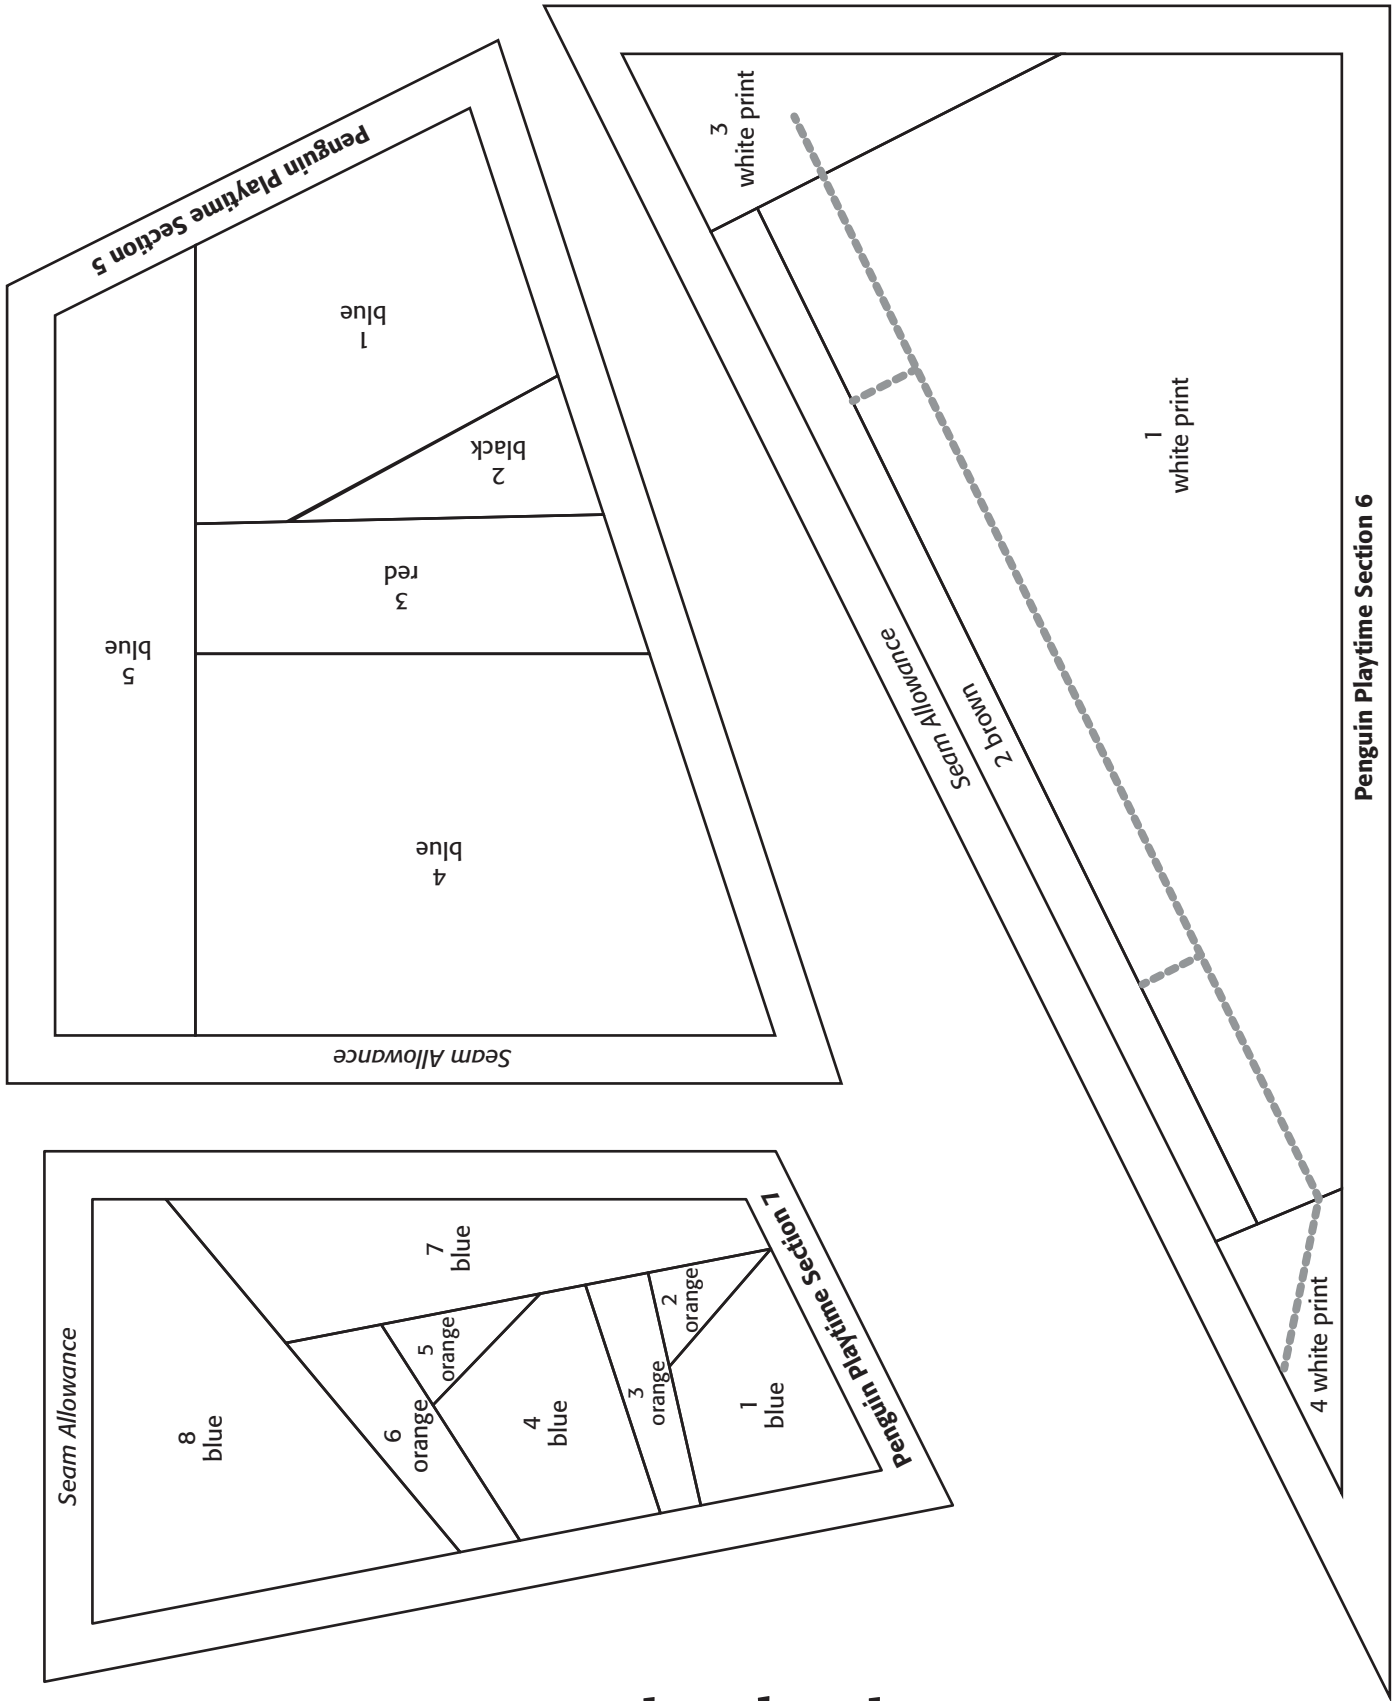 Penguin Playtime Section 5
1
blue
2
black
3
red
4
blue
5
blue
Seam Allowance
3
white print
1
white print
2 brown
Seam Allowance
4 white print
Penguin Playtime Section 6
Seam Allowance
8
blue
7
blue
6
orange
5
orange
4
blue
3
orange
2
orange
1
blue
Penguin Playtime Section 7